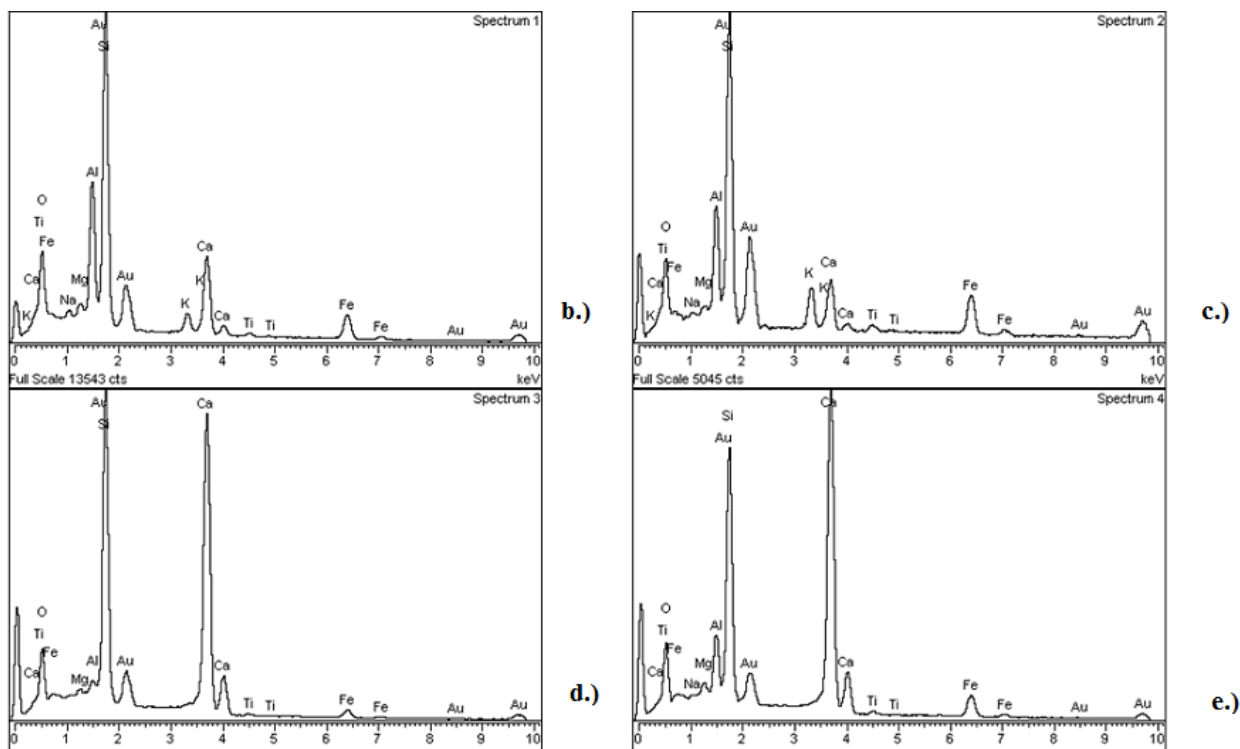 Au Spectrum 1
Si
Al
O
Ti
Fe
Ca
K
Na
Mg
Au
K
K
Ca
Ca
Ti
Ti
Fe
Fe
Au
Au
0 1 2 3 4 5 6 7 8 9 10
Full Scale 13543 cts keV
b.)
Au Spectrum 2
Si
Al
O
Ti
Fe
Ca
K
Na
Mg
Au
K
K
Ca
Ca
Ti
Ti
Fe
Fe
Au
Au
0 1 2 3 4 5 6 7 8 9 10
Full Scale 5045 cts keV
c.)
Au Spectrum 3
Si
Ca
O
Ti
Fe
Ca
Mg
Al
Au
Ca
Ti
Ti
Fe
Fe
Au
Au
0 1 2 3 4 5 6 7 8 9 10
d.)
Spectrum 4
Si
Au
Ca
O
Ti
Fe
Ca
Na
Mg
Al
Au
Ca
Ti
Ti
Fe
Fe
Au
Au
0 1 2 3 4 5 6 7 8 9 10
e.)